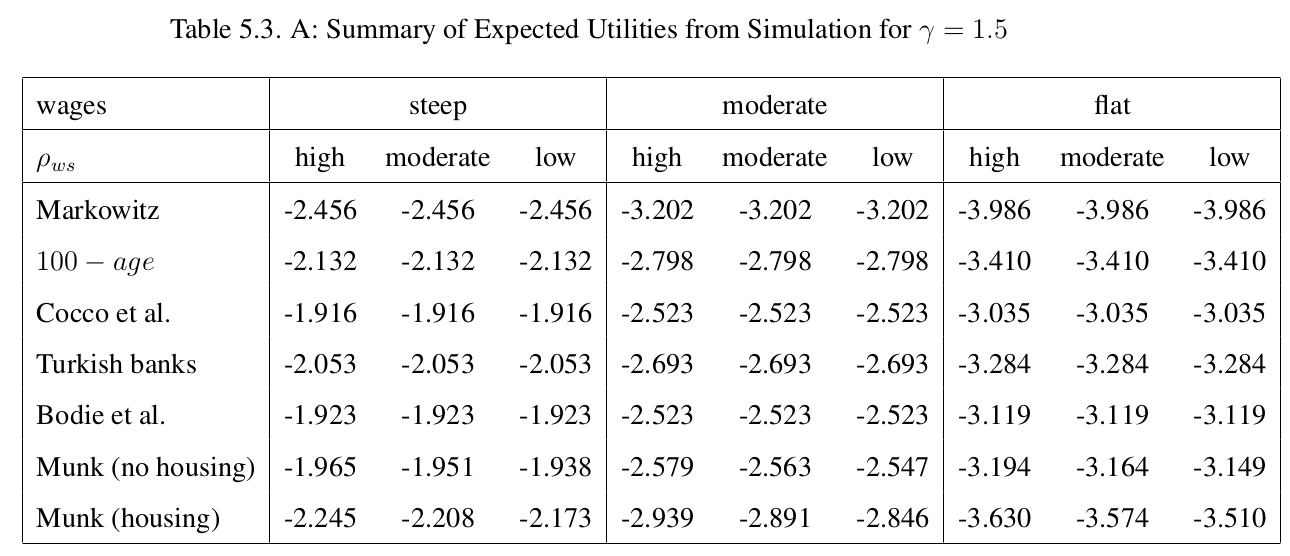 Table 5.3. A: Summary of Expected Utilities from Simulation for γ = 1.5
wages steep moderate flat
ρws high moderate low high moderate low high moderate low
Markowitz -2.456 -2.456 -2.456 -3.202 -3.202 -3.202 -3.986 -3.986 -3.986
100 − age -2.132 -2.132 -2.132 -2.798 -2.798 -2.798 -3.410 -3.410 -3.410
Cocco et al. -1.916 -1.916 -1.916 -2.523 -2.523 -2.523 -3.035 -3.035 -3.035
Turkish banks -2.053 -2.053 -2.053 -2.693 -2.693 -2.693 -3.284 -3.284 -3.284
Bodie et al. -1.923 -1.923 -1.923 -2.523 -2.523 -2.523 -3.119 -3.119 -3.119
Munk (no housing) -1.965 -1.951 -1.938 -2.579 -2.563 -2.547 -3.194 -3.164 -3.149
Munk (housing) -2.245 -2.208 -2.173 -2.939 -2.891 -2.846 -3.630 -3.574 -3.510